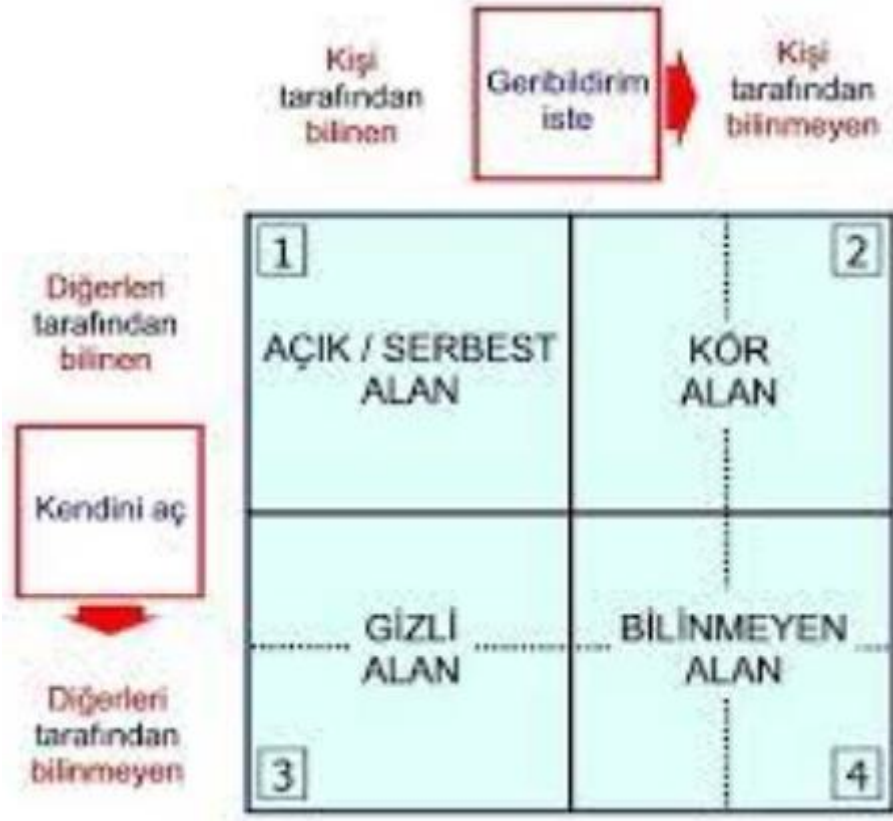 Kişi
tarafından
bilinen
Geribildirim
iste
Kişi
tarafından
bilinmeyen
Diğerleri
tarafından
bilinen
Kendini aç
Diğerleri
tarafından
bilinmeyen
1
AÇIK / SERBEST
ALAN
2
KÖR
ALAN
GİZLİ
ALAN
3
BİLİNMEYEN
ALAN
4